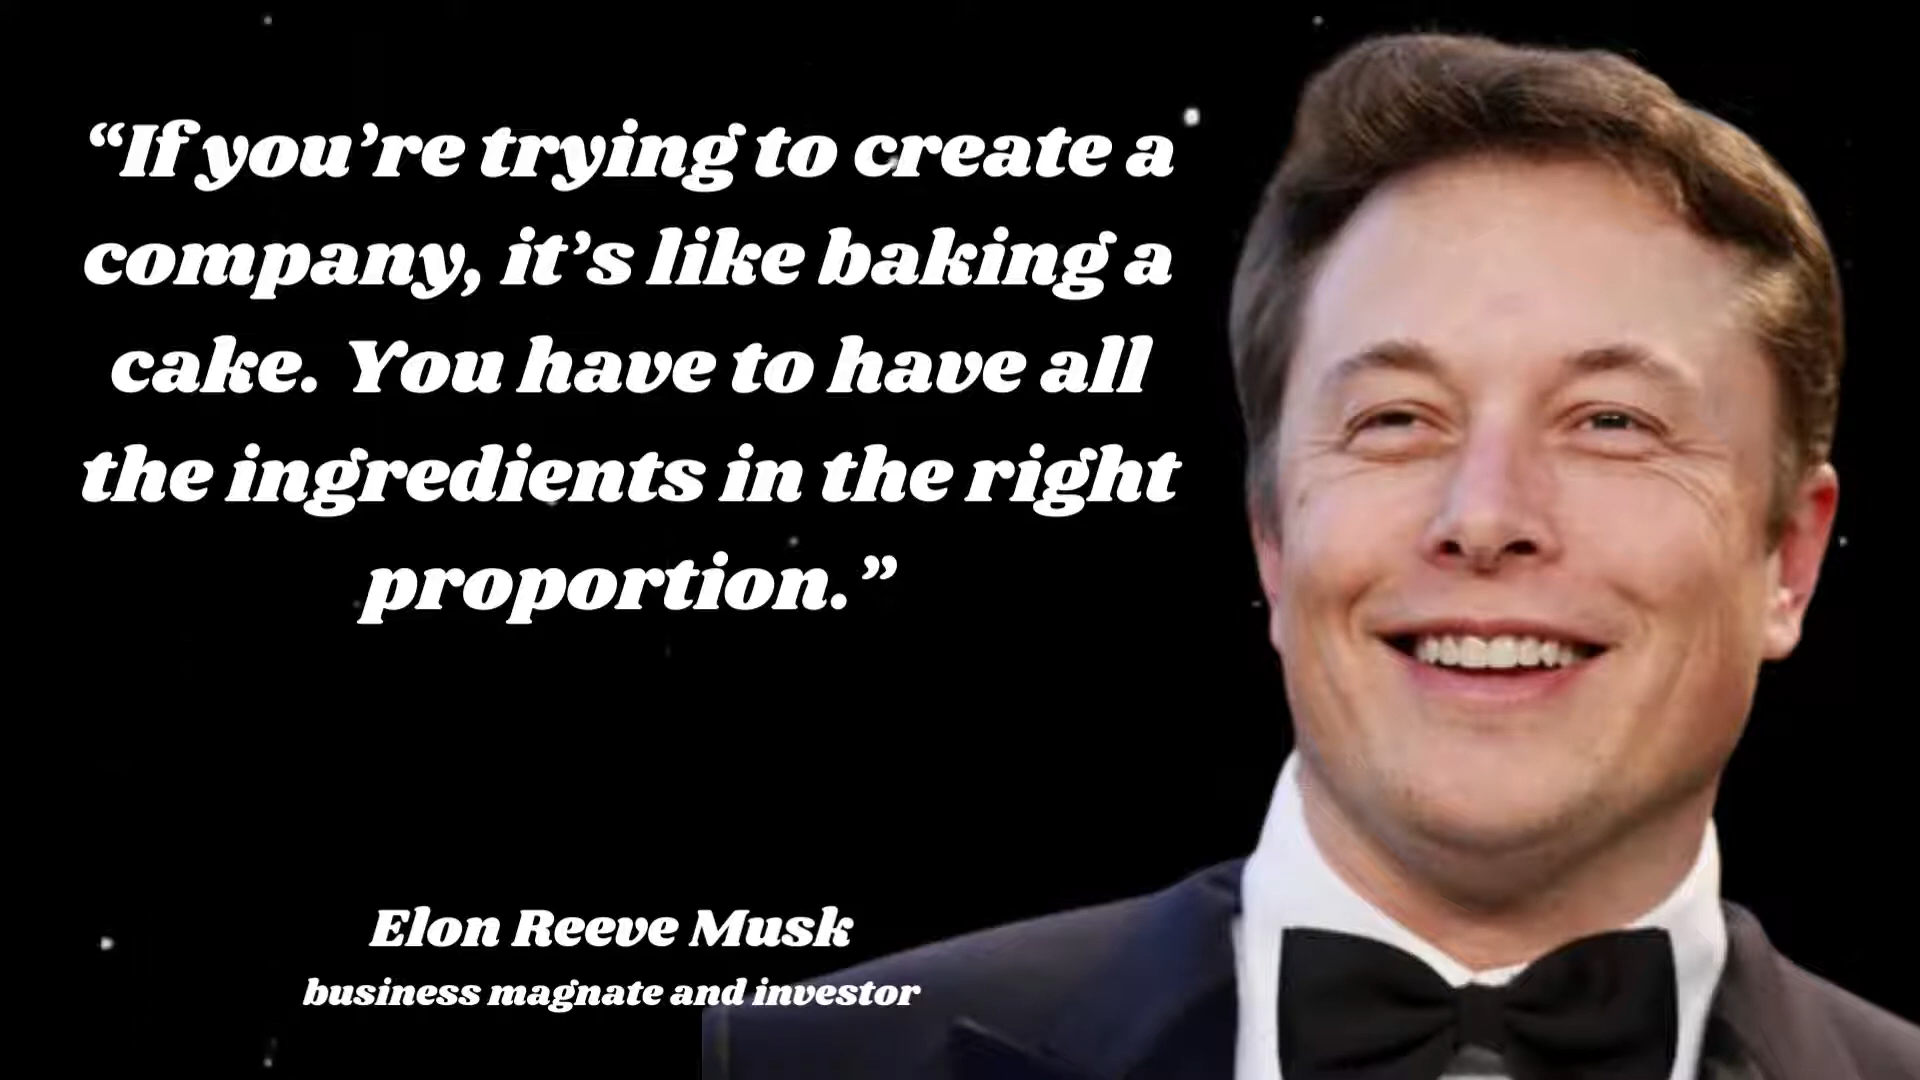 “If you’re trying to create a
company, it’s like baking a
cake. You have to have all
the ingredients in the right
proportion.”
Elon Reeve Musk
business magnate and investor